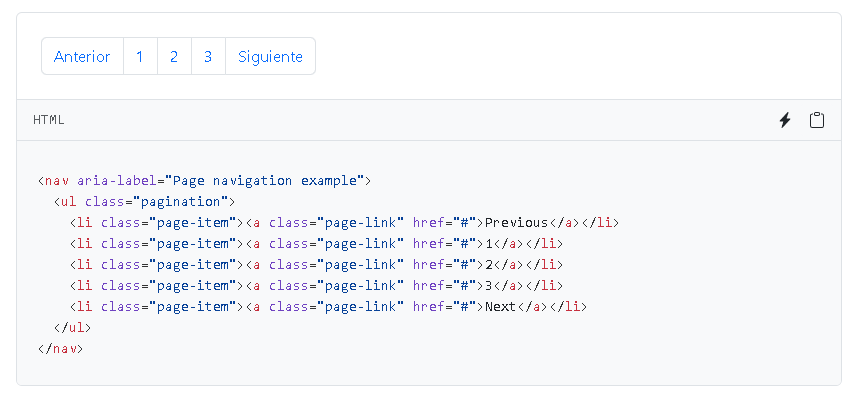 Anterior 1 2 3 Siguiente
HTML
<nav aria-label="Page navigation example">
  <ul class="pagination">
    <li class="page-item"><a class="page-link" href="#">Previous</a></li>
    <li class="page-item"><a class="page-link" href="#">1</a></li>
    <li class="page-item"><a class="page-link" href="#">2</a></li>
    <li class="page-item"><a class="page-link" href="#">3</a></li>
    <li class="page-item"><a class="page-link" href="#">Next</a></li>
  </ul>
</nav>